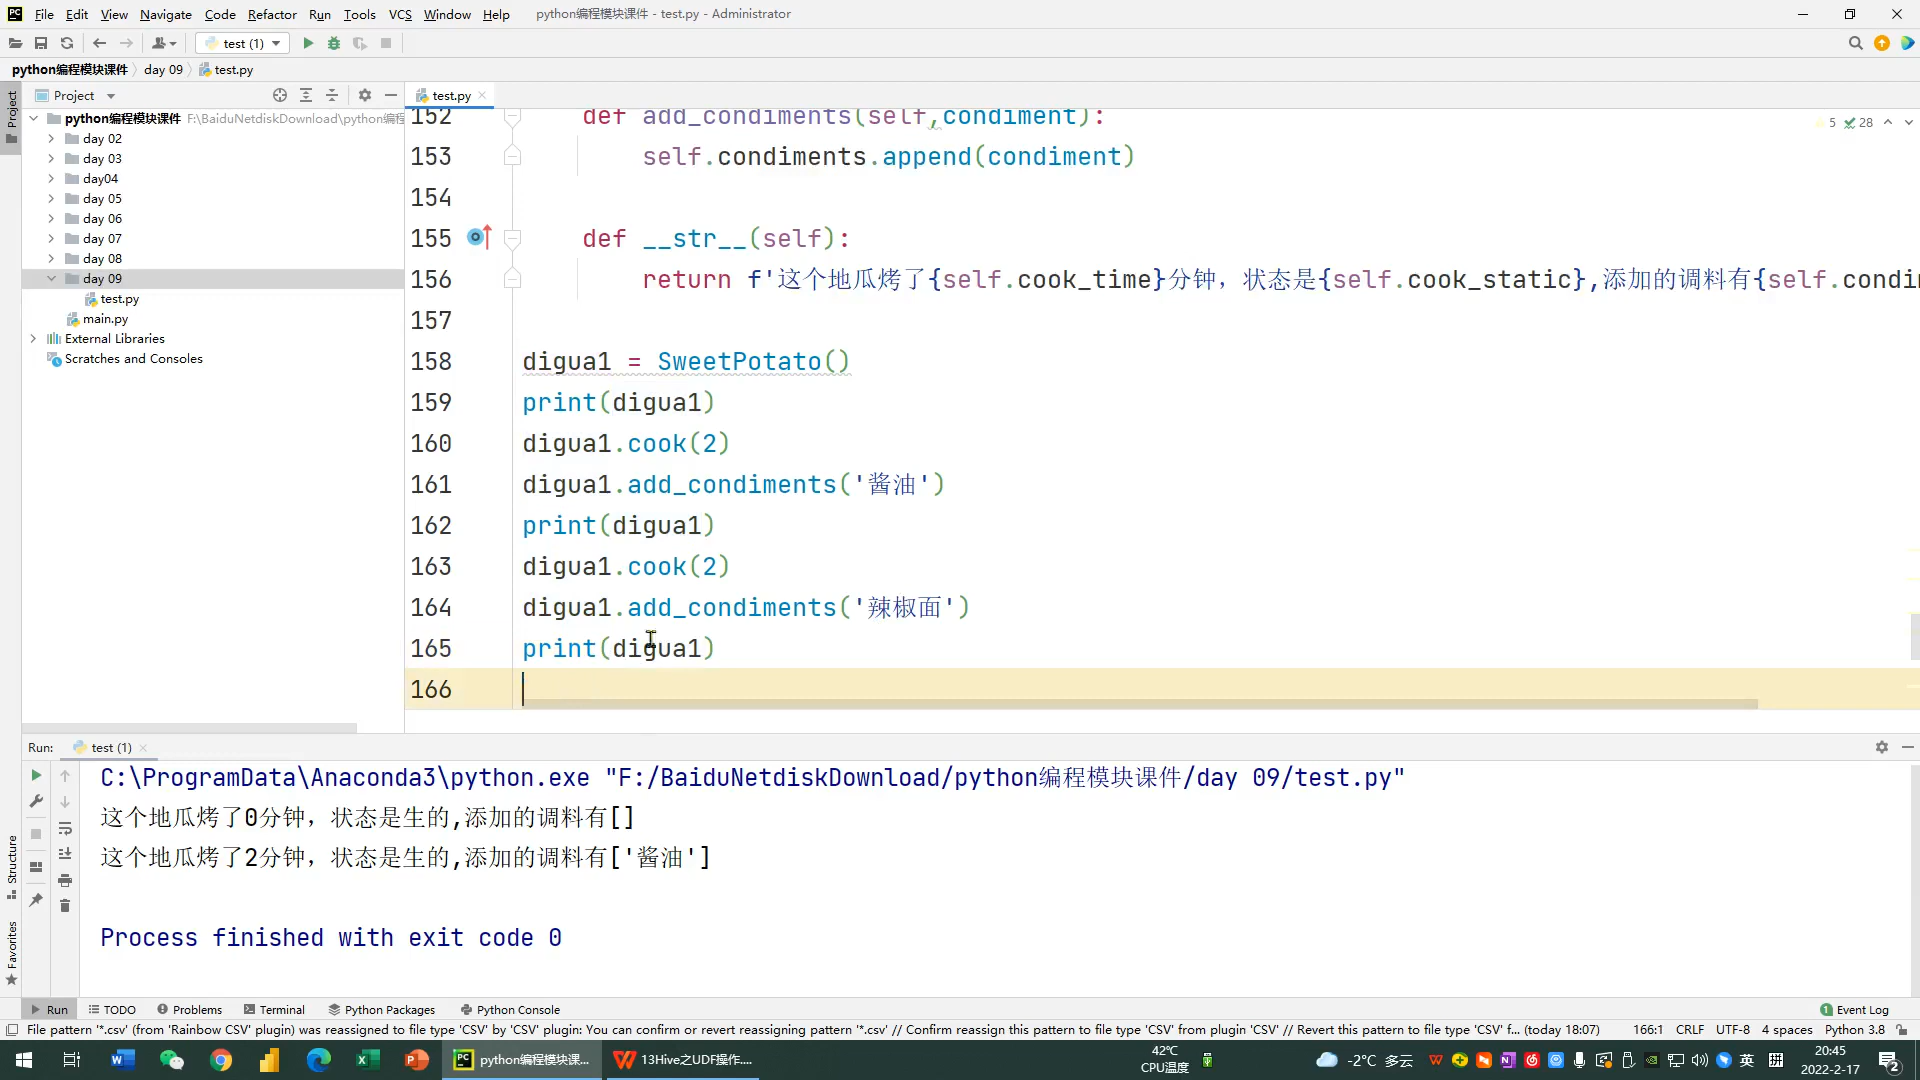 File Edit View Navigate Code Refactor Run Tools VCS Window Help python编程模块课件 - test.py - Administrator
test (1)
python编程模块课件 day 09 test.py
Project
Project
test.py
python编程模块课件 F:\BaiduNetdiskDownload\python编程
day 02
day 03
day04
day 05
day 06
day 07
day 08
day 09
test.py
main.py
External Libraries
Scratches and Consoles
5 28
152 def add_condiments(self,condiment):
153 self.condiments.append(condiment)
154
155 def __str__(self):
156 return f'这个地瓜烤了{self.cook_time}分钟，状态是{self.cook_static},添加的调料有{self.condi
157
158 digua1 = SweetPotato()
159 print(digua1)
160 digua1.cook(2)
161 digua1.add_condiments('酱油')
162 print(digua1)
163 digua1.cook(2)
164 digua1.add_condiments('辣椒面')
165 print(digua1)
166
Run: test (1)
C:\ProgramData\Anaconda3\python.exe "F:/BaiduNetdiskDownload/python编程模块课件/day 09/test.py"
这个地瓜烤了0分钟，状态是生的,添加的调料有[]
这个地瓜烤了2分钟，状态是生的,添加的调料有['酱油']
Process finished with exit code 0
Structure
Favorites
Run TODO Problems Terminal Python Packages Python Console 1 Event Log
File pattern '*.csv' (from 'Rainbow CSV' plugin) was reassigned to file type 'CSV' by 'CSV' plugin: You can confirm or revert reassigning pattern '*.csv' // Confirm reassign this pattern to file type 'CSV' from plugin 'CSV' // Revert this pattern to file type 'CSV' f... (today 18:07) 166:1 CRLF UTF-8 4 spaces Python 3.8
python编程模块课... 13Hive之UDF操作.... 42℃ CPU温度 -2°C 多云 英 拼 20:45 2022-2-17 2